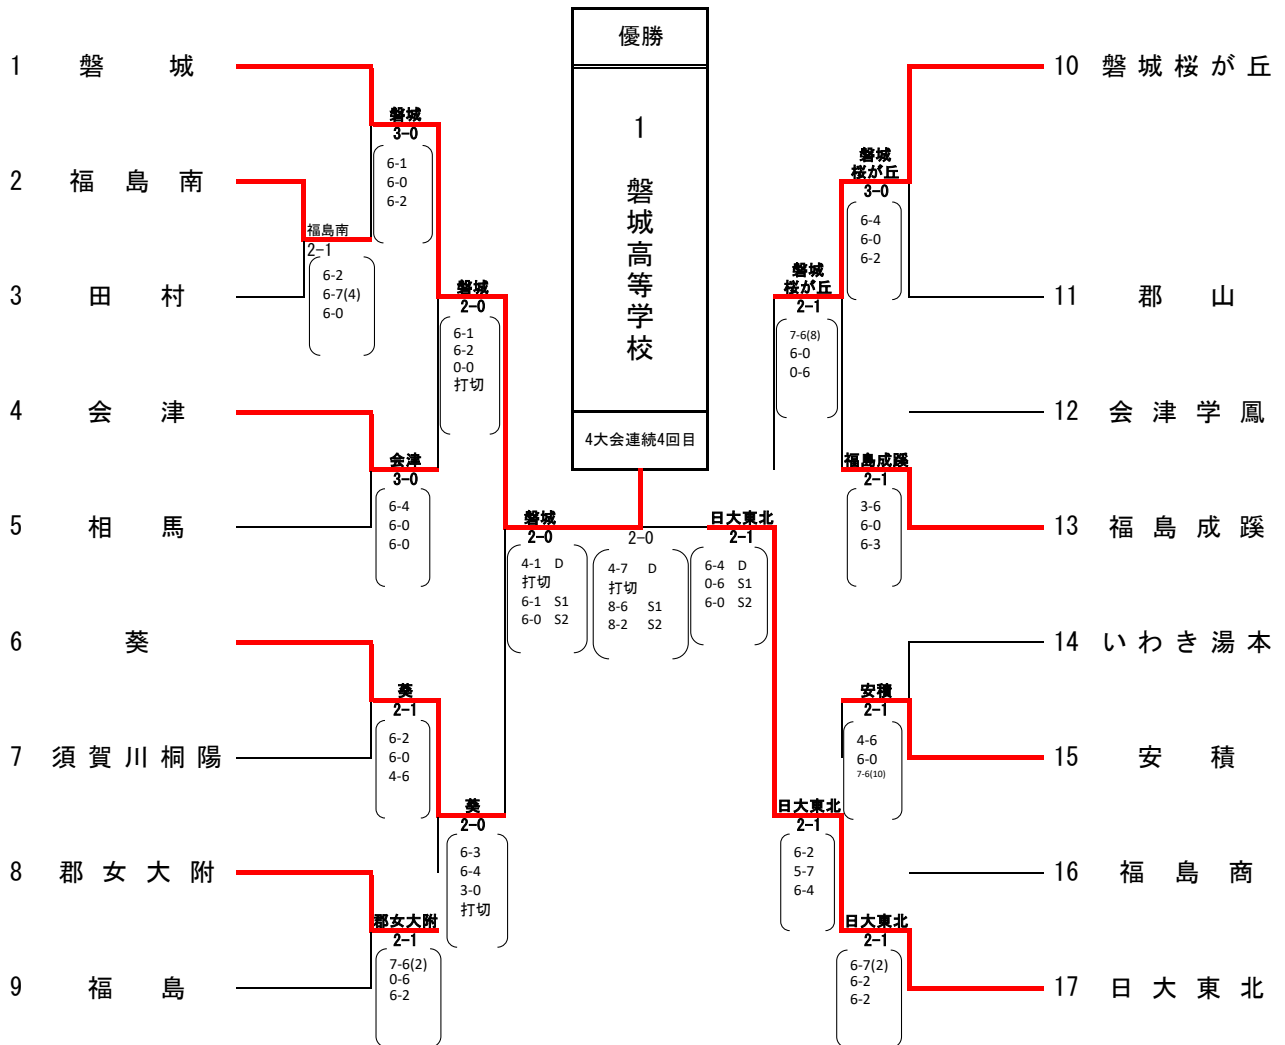 優勝
1 磐城高等学校
4大会連続4回目
1 磐城
2 福島南
3 田村
4 会津
5 相馬
6 葵
7 須賀川桐陽
8 郡女大附
9 福島
福島南
2-1
6-2
6-7(4)
6-0
磐城
3-0
6-1
6-0
6-2
会津
3-0
6-4
6-0
6-0
葵
2-1
6-2
6-0
4-6
郡女大附
2-1
7-6(2)
0-6
6-2
磐城
2-0
6-1
6-2
0-0
打切
葵
2-0
6-3
6-4
3-0
打切
磐城
2-0
4-1 D
打切
6-1 S1
6-0 S2
2-0
4-7 D
打切
8-6 S1
8-2 S2
日大東北
2-1
6-4 D
0-6 S1
6-0 S2
磐城
桜が丘
2-1
7-6(8)
6-0
0-6
日大東北
2-1
6-2
5-7
6-4
磐城
桜が丘
3-0
6-4
6-0
6-2
福島成蹊
2-1
3-6
6-0
6-3
安積
2-1
4-6
6-0
7-6(10)
日大東北
2-1
6-7(2)
6-2
6-2
10 磐城桜が丘
11 郡山
12 会津学鳳
13 福島成蹊
14 いわき湯本
15 安積
16 福島商
17 日大東北